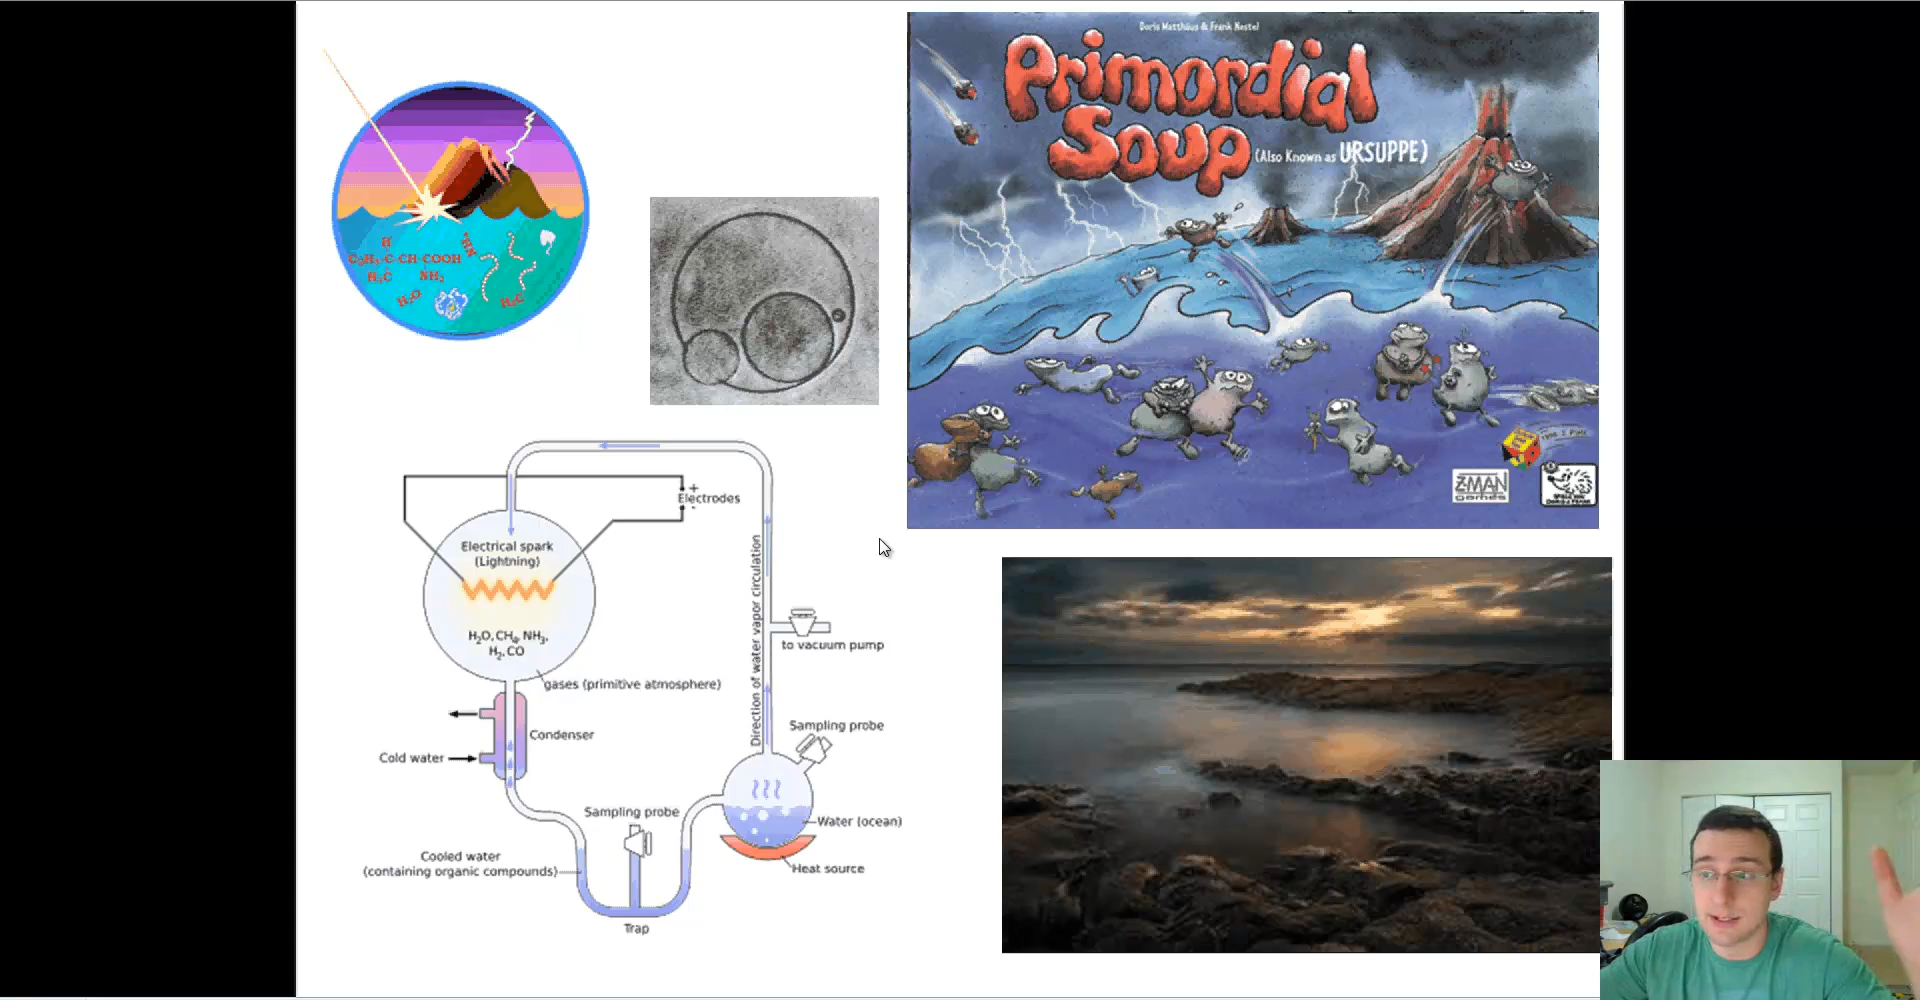 Doris Matthäus & Frank Nestel
Primordial
Soup
(Also Known as URSUPPE)
Z-MAN
games
H
C₂H₅-C-CH-COOH
H₃C NH₂
H₂O
Electrodes
+
-
Electrical spark
(Lightning)
H₂O, CH₄, NH₃,
H₂, CO
gases (primitive atmosphere)
Condenser
Cold water
Direction of water vapor circulation
to vacuum pump
Sampling probe
Sampling probe
Water (ocean)
Heat source
Cooled water
(containing organic compounds)
Trap